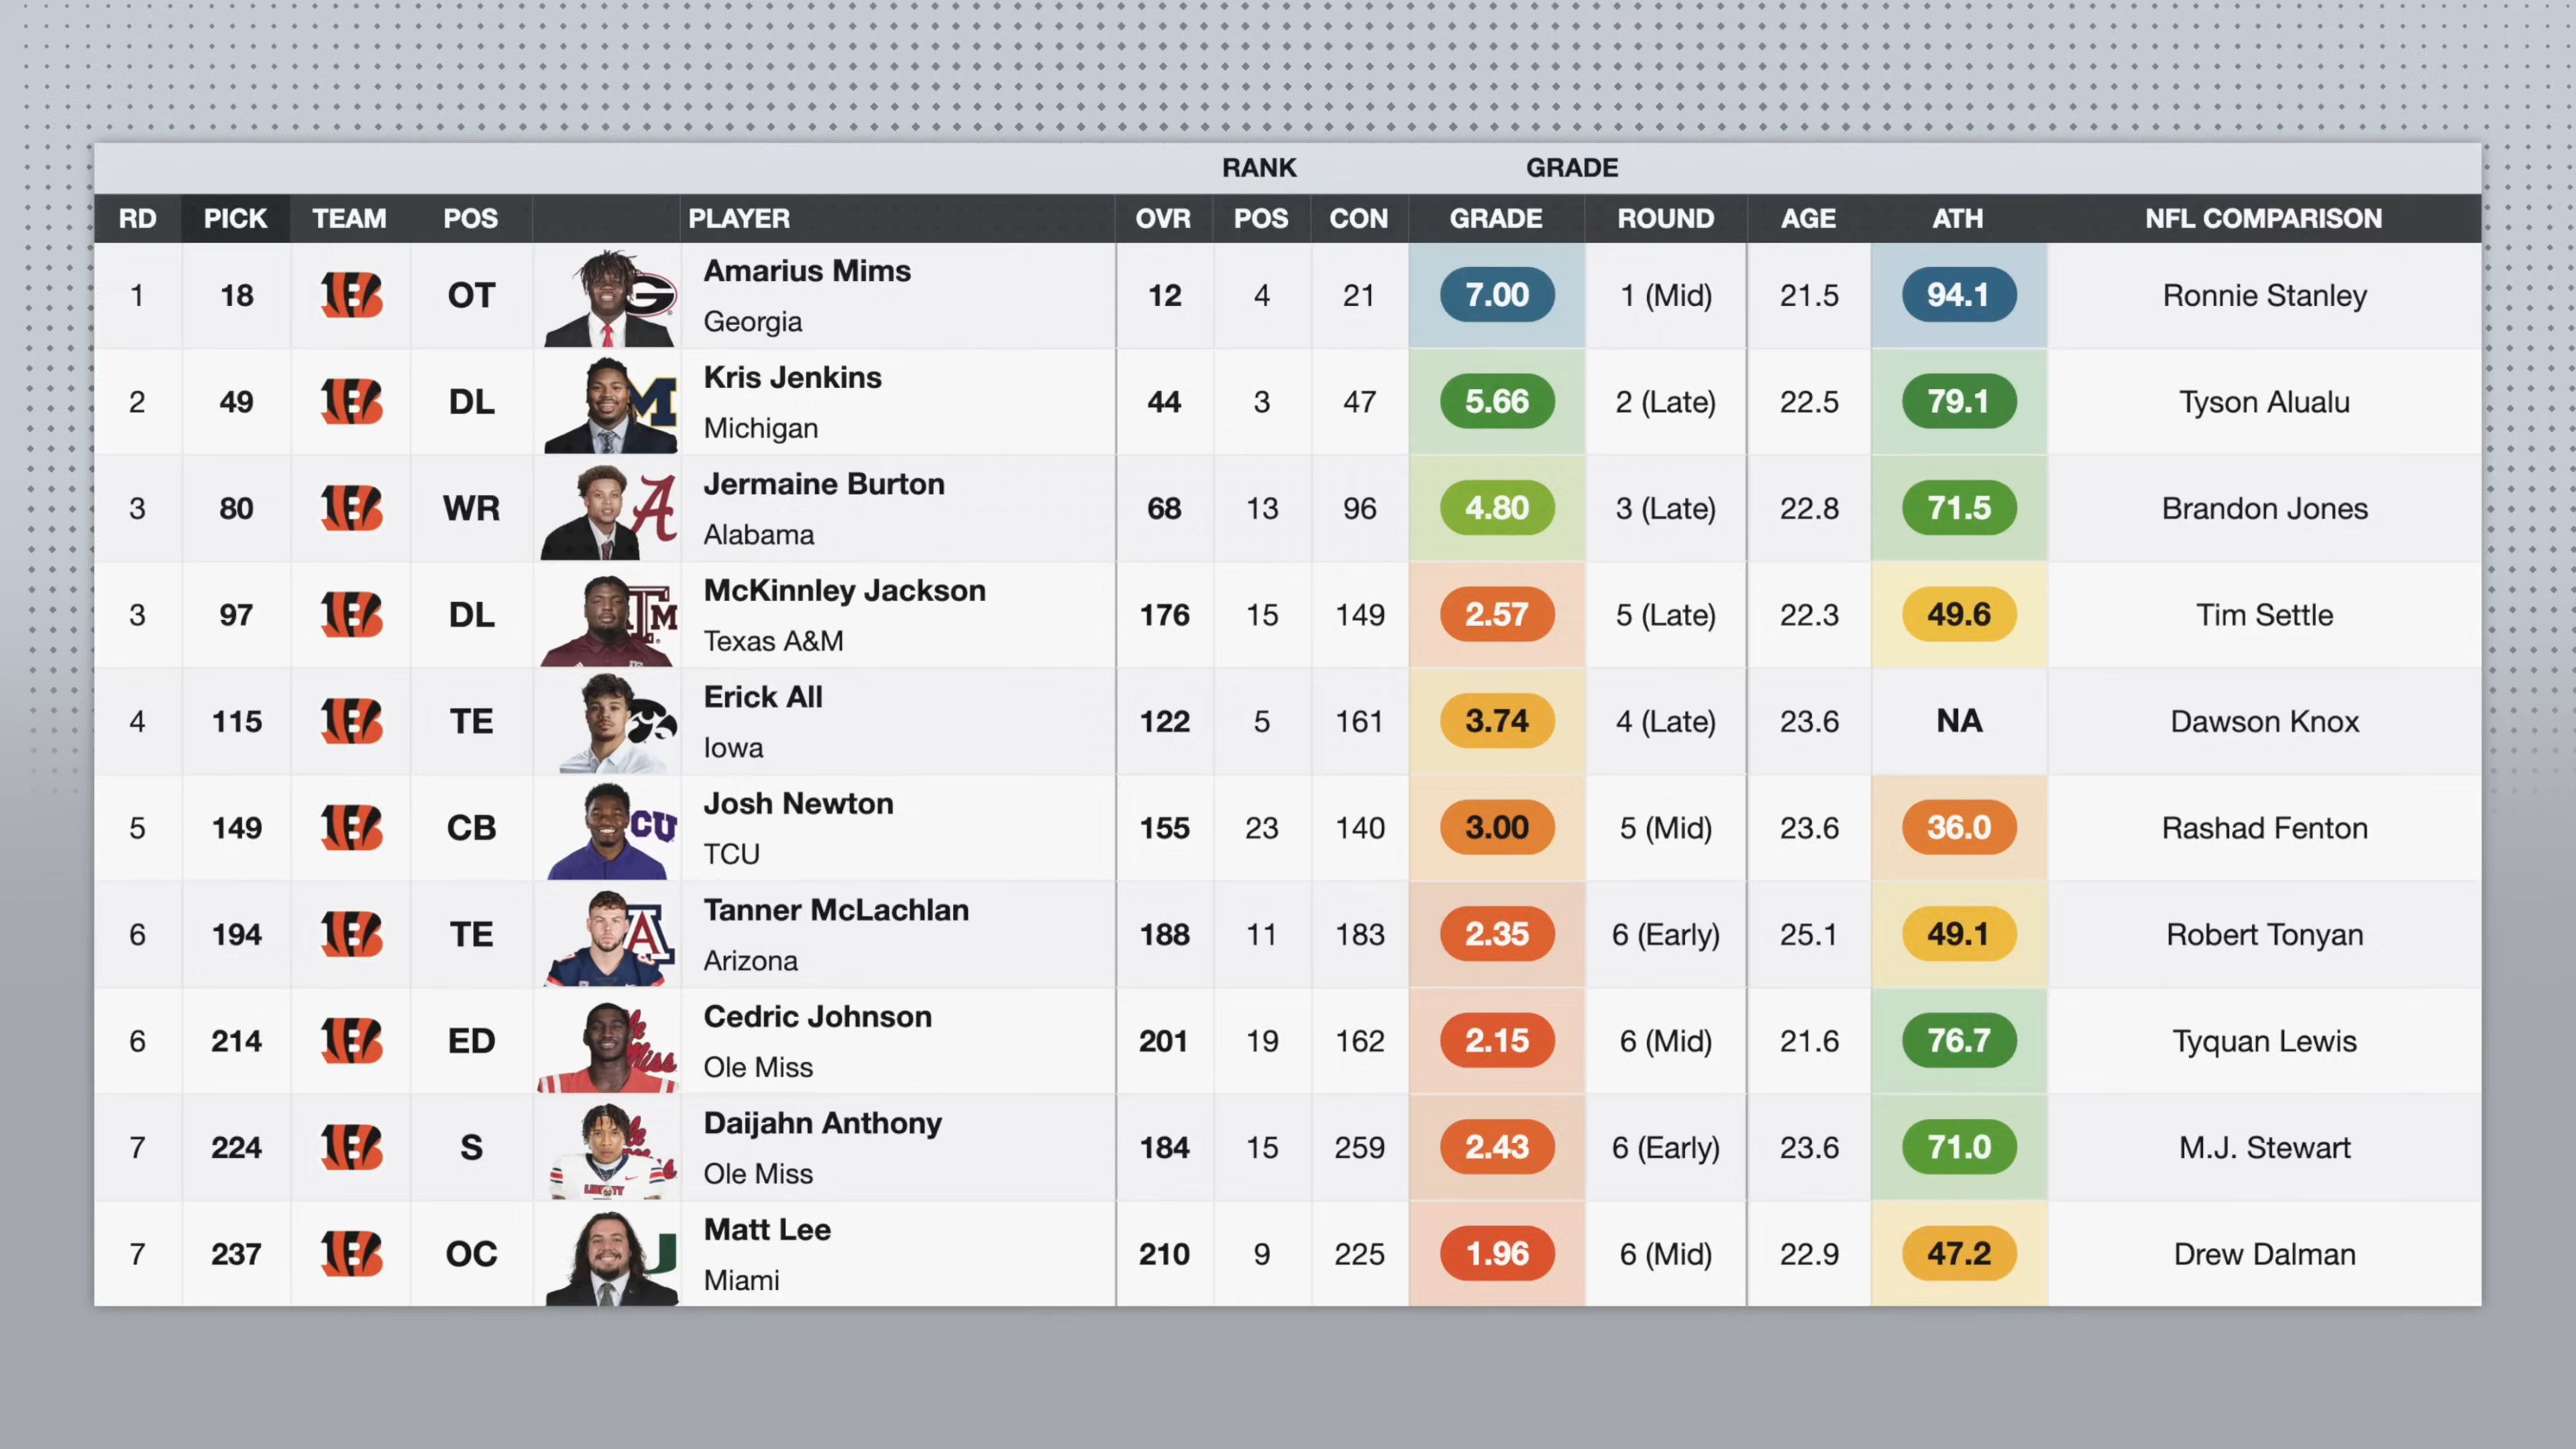 RANK GRADE
RD PICK TEAM POS PLAYER OVR POS CON GRADE ROUND AGE ATH NFL COMPARISON
1 18 OT Amarius Mims Georgia 12 4 21 7.00 1 (Mid) 21.5 94.1 Ronnie Stanley
2 49 DL Kris Jenkins Michigan 44 3 47 5.66 2 (Late) 22.5 79.1 Tyson Alualu
3 80 WR Jermaine Burton Alabama 68 13 96 4.80 3 (Late) 22.8 71.5 Brandon Jones
3 97 DL McKinnley Jackson Texas A&M 176 15 149 2.57 5 (Late) 22.3 49.6 Tim Settle
4 115 TE Erick All Iowa 122 5 161 3.74 4 (Late) 23.6 NA Dawson Knox
5 149 CB Josh Newton TCU 155 23 140 3.00 5 (Mid) 23.6 36.0 Rashad Fenton
6 194 TE Tanner McLachlan Arizona 188 11 183 2.35 6 (Early) 25.1 49.1 Robert Tonyan
6 214 ED Cedric Johnson Ole Miss 201 19 162 2.15 6 (Mid) 21.6 76.7 Tyquan Lewis
7 224 S Daijahn Anthony Ole Miss 184 15 259 2.43 6 (Early) 23.6 71.0 M.J. Stewart
7 237 OC Matt Lee Miami 210 9 225 1.96 6 (Mid) 22.9 47.2 Drew Dalman